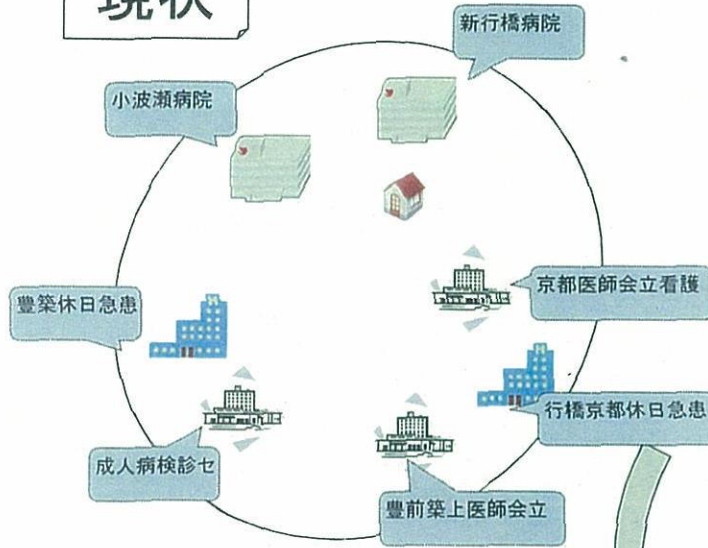 現状
新行橋病院
小波瀬病院
京都医師会立看護
豊築休日急患
行橋京都休日急患
成人病検診セ
豊前築上医師会立